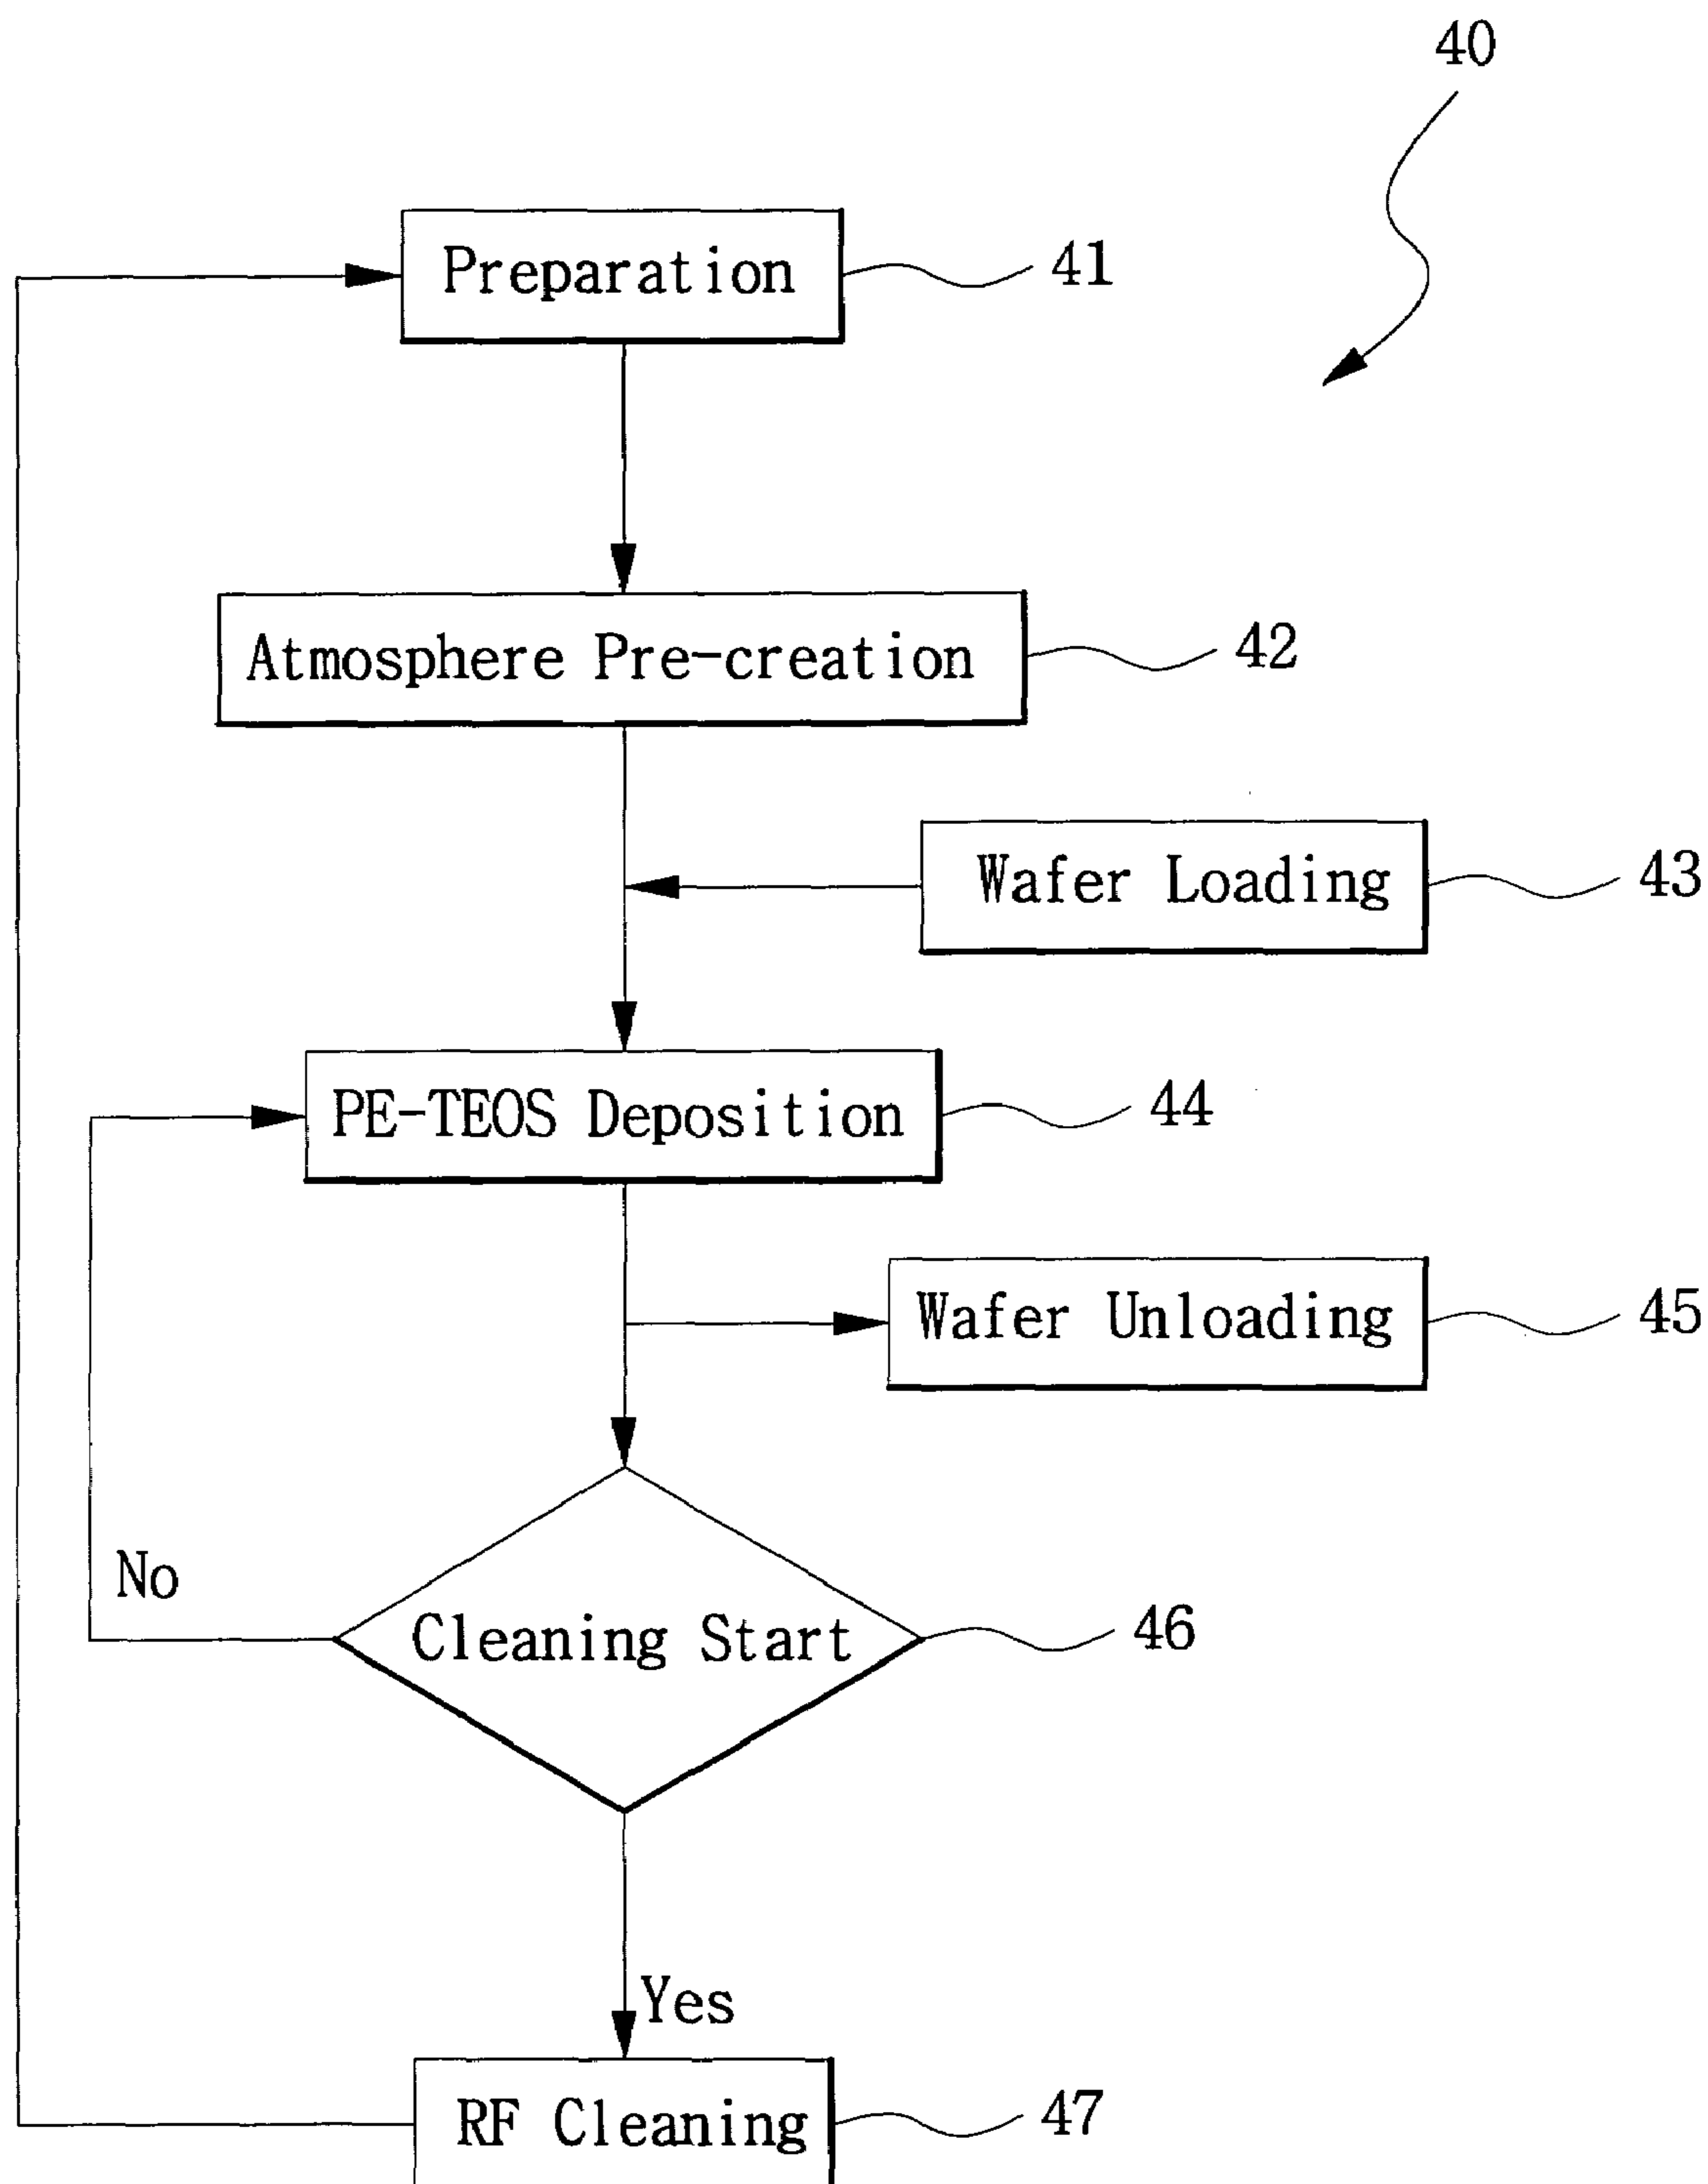 40
Preparation
41
Atmosphere Pre-creation
42
Wafer Loading
43
PE-TEOS Deposition
44
Wafer Unloading
45
No
Cleaning Start
46
Yes
RF Cleaning
47